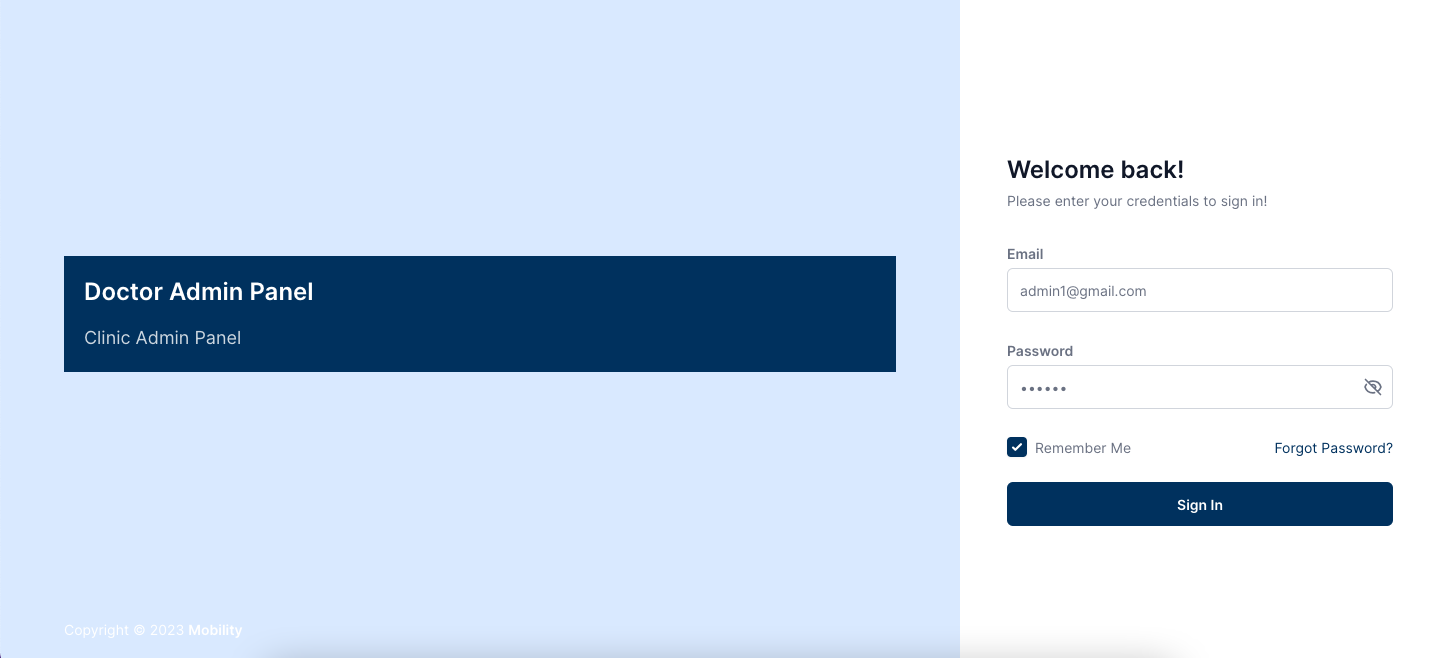 Doctor Admin Panel
Clinic Admin Panel
Copyright © 2023 Mobility
Welcome back!
Please enter your credentials to sign in!
Email
admin1@gmail.com
Password
••••••
Remember Me
Forgot Password?
Sign In